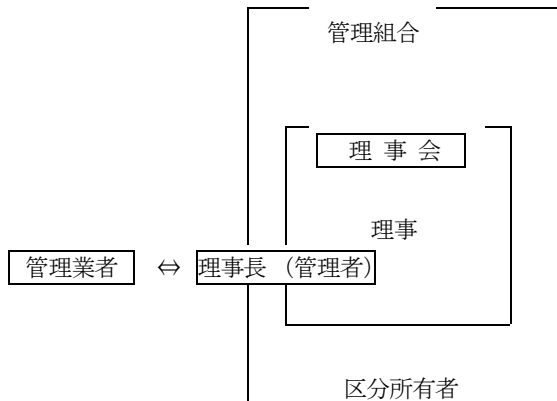 管理組合
理 事 会
理事
管理業者 ⇔ 理事長 （管理者）
区分所有者